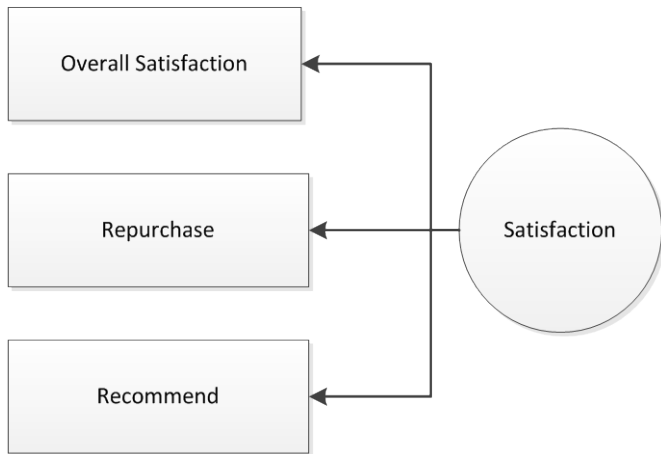 Overall Satisfaction
Repurchase
Satisfaction
Recommend